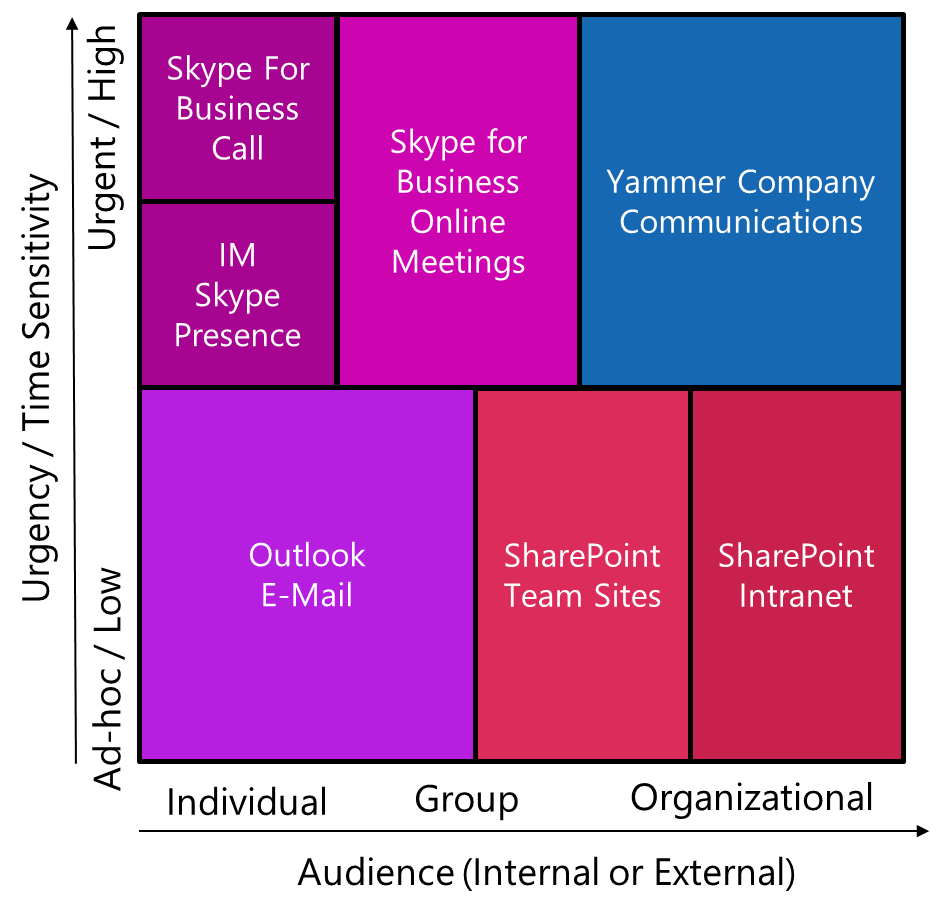 Urgency / Time Sensitivity
Urgent / High
Ad-hoc / Low
Skype For
Business
Call
IM
Skype
Presence
Skype for
Business
Online
Meetings
Yammer Company
Communications
Outlook
E-Mail
SharePoint
Team Sites
SharePoint
Intranet
Individual
Group
Organizational
Audience (Internal or External)